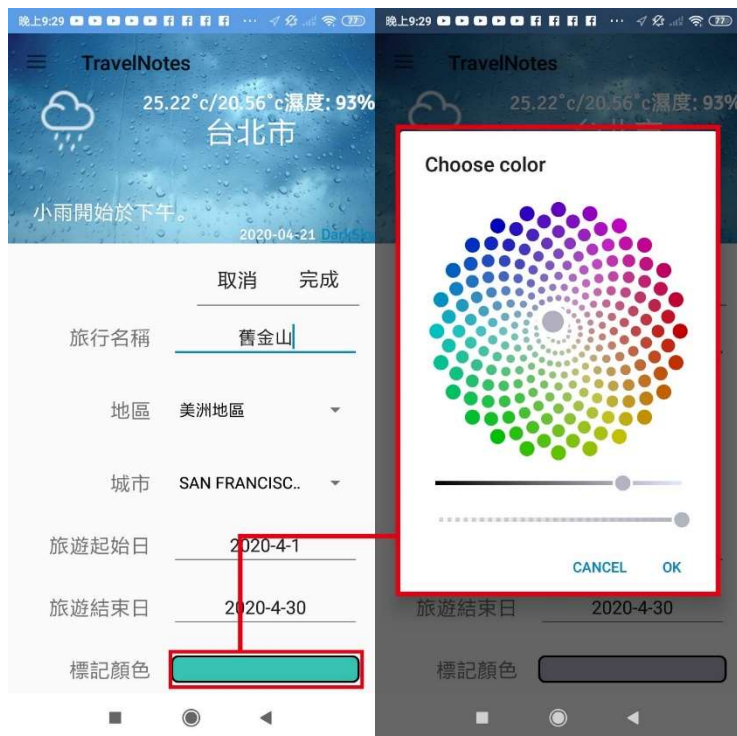 晚上9:29 77
TravelNotes
25.22°c/20.56°c濕度: 93%
台北市
小雨開始於下午。
2020-04-21 DarkSky
取消 完成
旅行名稱 舊金山
地區 美洲地區
城市 SAN FRANCISC..
旅遊起始日 2020-4-1
旅遊結束日 2020-4-30
標記顏色
晚上9:29 77
TravelNotes
25.22°c/20.56°c濕度: 93%
Choose color
CANCEL OK
旅遊結束日 2020-4-30
標記顏色